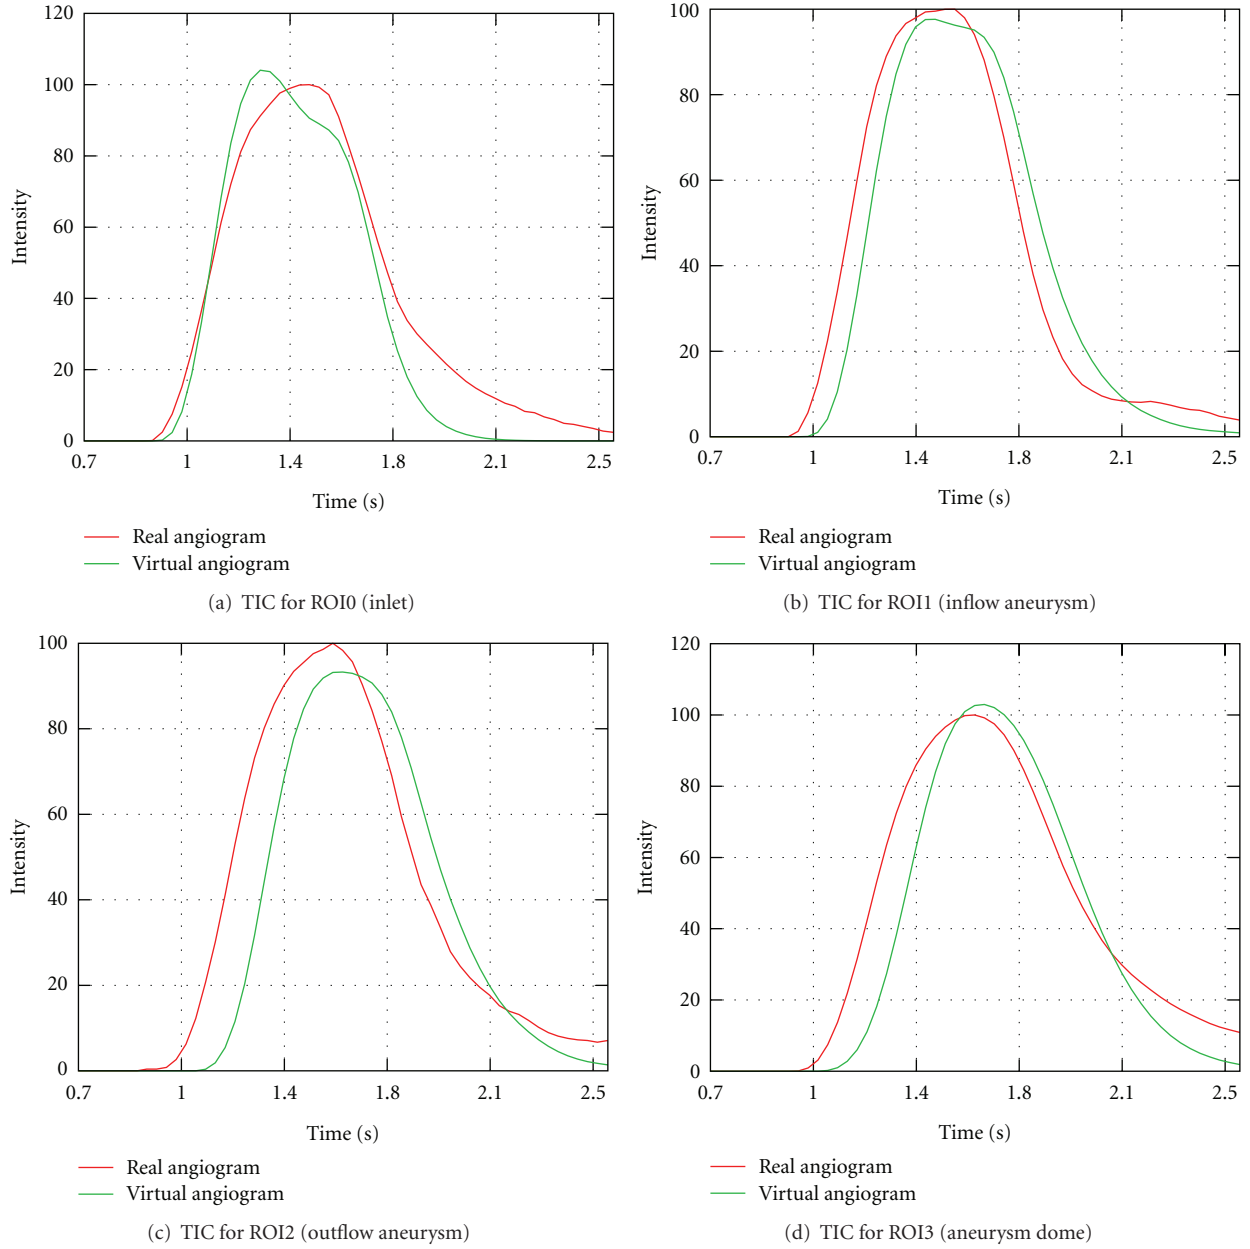 120
100
80
60
40
20
0
Intensity
0.7 1 1.4 1.8 2.1 2.5
Time (s)
Real angiogram
Virtual angiogram
(a) TIC for ROI0 (inlet)
100
80
60
40
20
0
Intensity
0.7 1 1.4 1.8 2.1 2.5
Time (s)
Real angiogram
Virtual angiogram
(b) TIC for ROI1 (inflow aneurysm)
100
80
60
40
20
0
Intensity
0.7 1 1.4 1.8 2.1 2.5
Time (s)
Real angiogram
Virtual angiogram
(c) TIC for ROI2 (outflow aneurysm)
120
100
80
60
40
20
0
Intensity
0.7 1 1.4 1.8 2.1 2.5
Time (s)
Real angiogram
Virtual angiogram
(d) TIC for ROI3 (aneurysm dome)